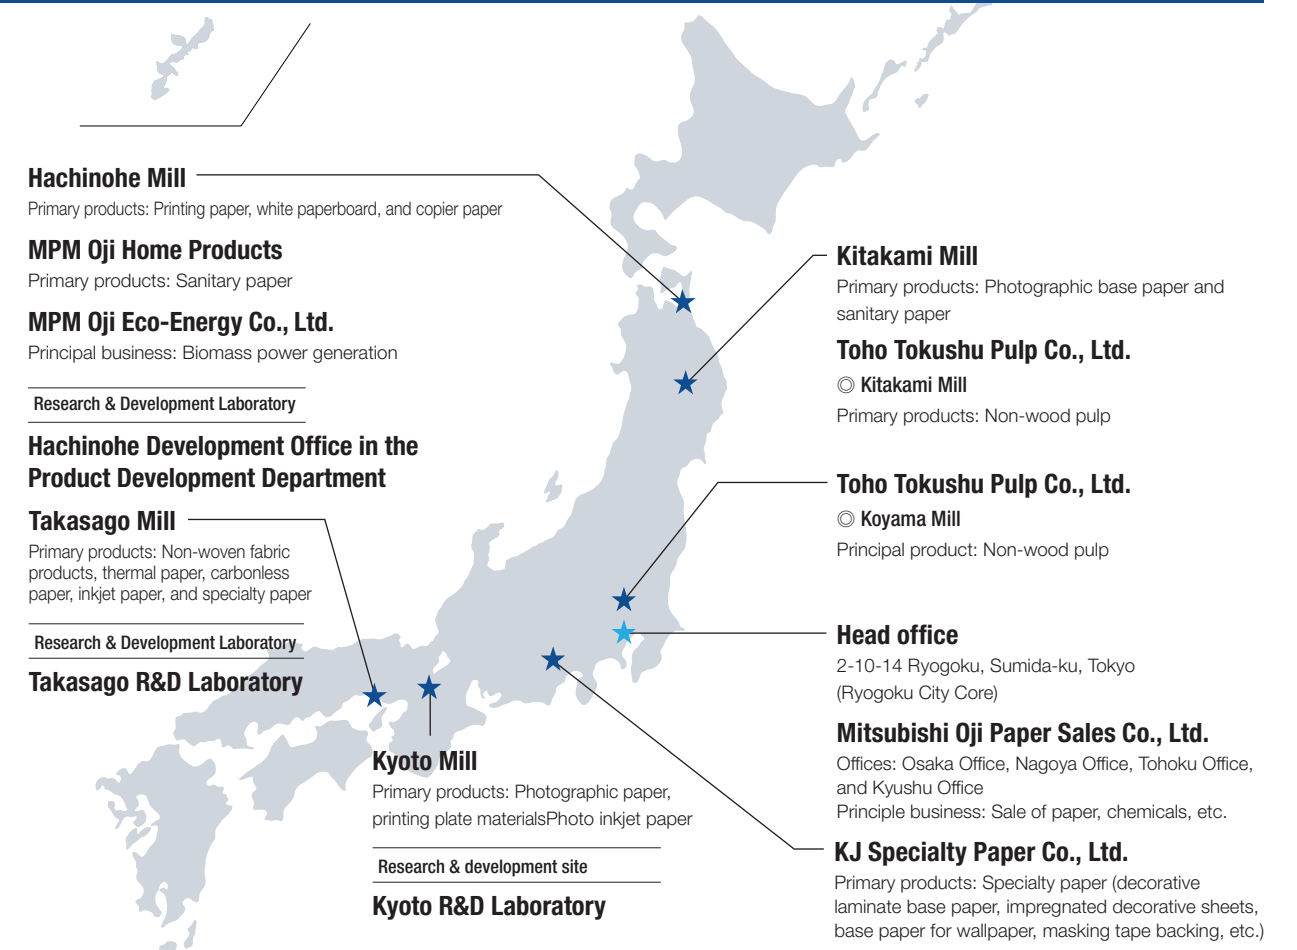 Hachinohe Mill
Primary products: Printing paper, white paperboard, and copier paper
MPM Oji Home Products
Primary products: Sanitary paper
MPM Oji Eco-Energy Co., Ltd.
Principal business: Biomass power generation
Research & Development Laboratory
Hachinohe Development Office in the
Product Development Department
Takasago Mill
Primary products: Non-woven fabric
products, thermal paper, carbonless
paper, inkjet paper, and specialty paper
Research & Development Laboratory
Takasago R&D Laboratory
Kyoto Mill
Primary products: Photographic paper,
printing plate materialsPhoto inkjet paper
Research & development site
Kyoto R&D Laboratory
Kitakami Mill
Primary products: Photographic base paper and
sanitary paper
Toho Tokushu Pulp Co., Ltd.
◎ Kitakami Mill
Primary products: Non-wood pulp
Toho Tokushu Pulp Co., Ltd.
◎ Koyama Mill
Principal product: Non-wood pulp
Head office
2-10-14 Ryogoku, Sumida-ku, Tokyo
(Ryogoku City Core)
Mitsubishi Oji Paper Sales Co., Ltd.
Offices: Osaka Office, Nagoya Office, Tohoku Office,
and Kyushu Office
Principle business: Sale of paper, chemicals, etc.
KJ Specialty Paper Co., Ltd.
Primary products: Specialty paper (decorative
laminate base paper, impregnated decorative sheets,
base paper for wallpaper, masking tape backing, etc.)